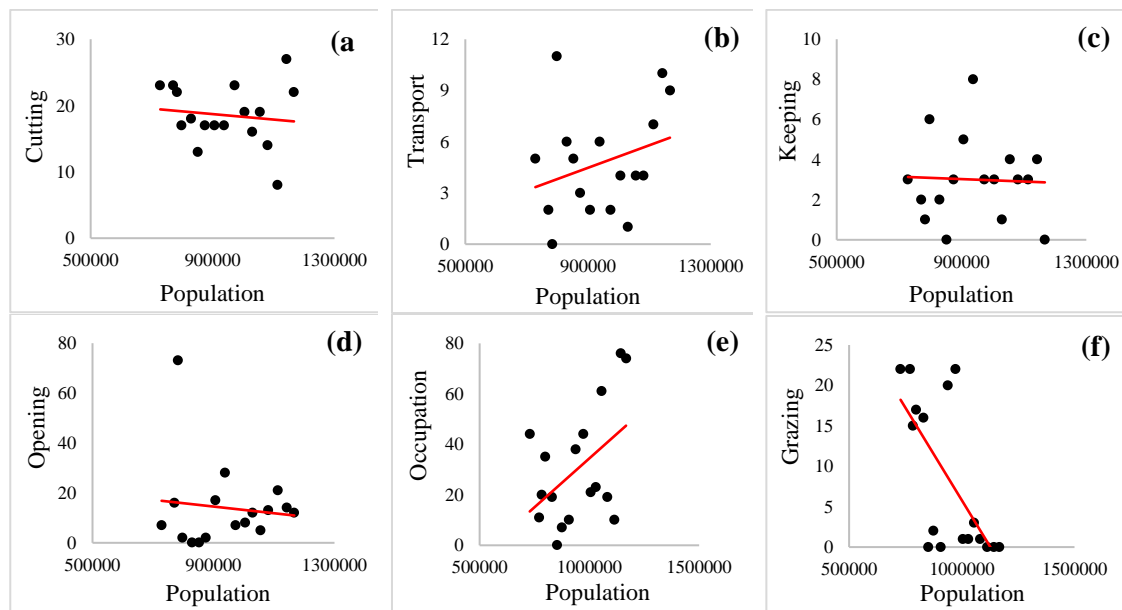 (a
Cutting
30
20
10
0
500000 900000 1300000
Population
(b)
Transport
12
9
6
3
0
500000 900000 1300000
Population
(c)
Keeping
10
8
6
4
2
0
500000 900000 1300000
Population
(d)
Opening
80
60
40
20
0
500000 900000 1300000
Population
(e)
Occupation
80
60
40
20
0
500000 1000000 1500000
Population
(f)
Grazing
25
20
15
10
5
0
500000 1000000 1500000
Population